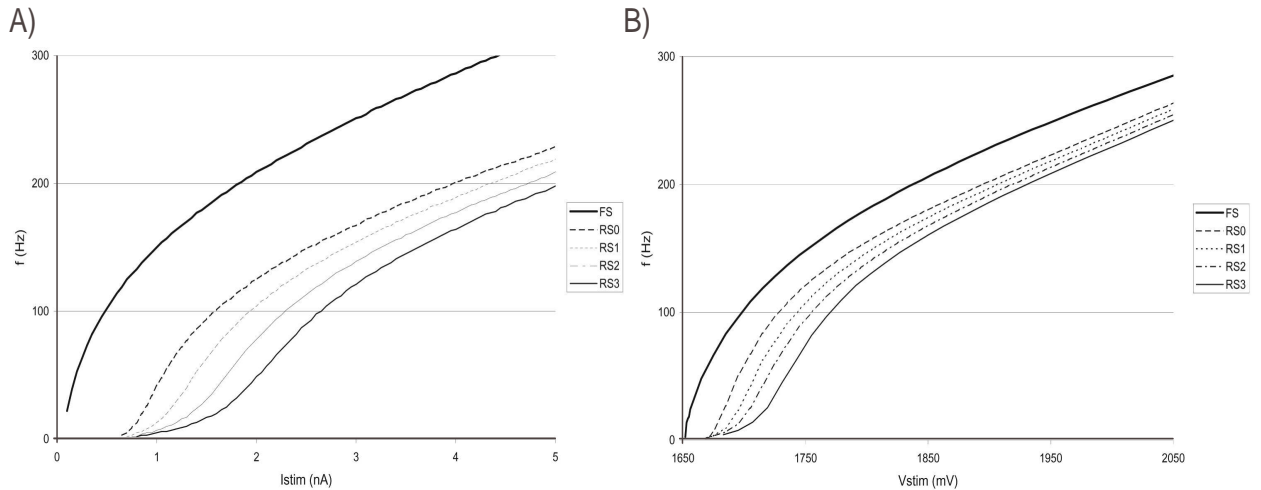 A)
300
200
100
0
f (Hz)
0 1 2 3 4 5
Istim (nA)
FS
RS0
RS1
RS2
RS3
B)
300
200
100
0
f (Hz)
1650 1750 1850 1950 2050
Vstim (mV)
FS
RS0
RS1
RS2
RS3